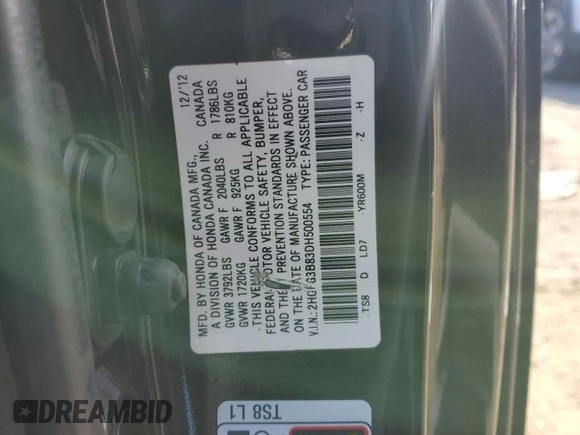 MFD. BY HONDA OF CANADA MFG., 12/'12
A DIVISION OF HONDA CANADA INC. CANADA
GVWR 3792LBS GAWR F 2040LBS R 1786LBS
GVWR 1720KG GAWR F 925KG R 810KG
THIS VEHICLE CONFORMS TO ALL APPLICABLE
FEDERAL MOTOR VEHICLE SAFETY, BUMPER,
AND THEFT PREVENTION STANDARDS IN EFFECT
ON THE DATE OF MANUFACTURE SHOWN ABOVE.
V.I.N.: 2HGFG3B83DH500554 TYPE: PASSENGER CAR
TS8 D LD7 -YR600M -Z -H
TS8 L1
DREAMBID